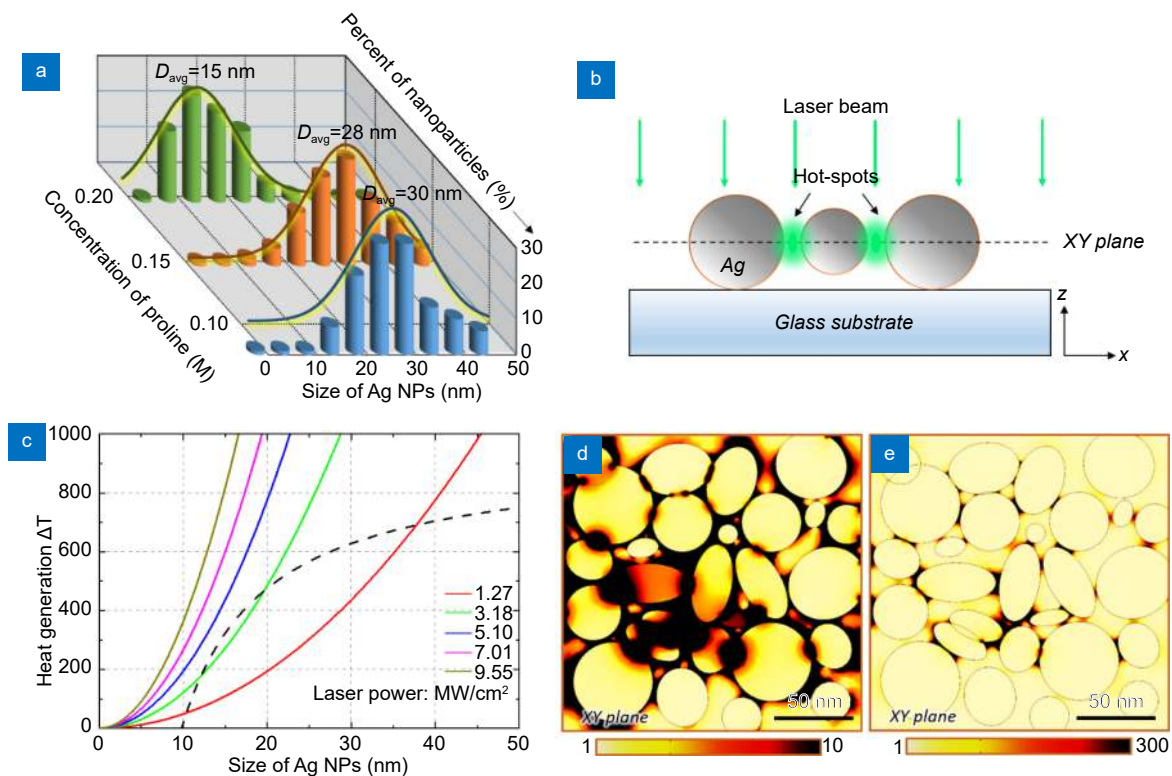 a
D_avg=15 nm
D_avg=28 nm
D_avg=30 nm
Percent of nanoparticles (%)
30
20
10
0
0.20
0.15
0.10
Concentration of proline (M)
0 10 20 30 40 50
Size of Ag NPs (nm)
b
Laser beam
Hot-spots
Ag
XY plane
Glass substrate
z
x
c
1000
800
600
400
200
0
Heat generation ΔT
1.27
3.18
5.10
7.01
9.55
Laser power: MW/cm²
0 10 20 30 40 50
Size of Ag NPs (nm)
d
50 nm
XY plane
1 10
e
50 nm
XY plane
1 300